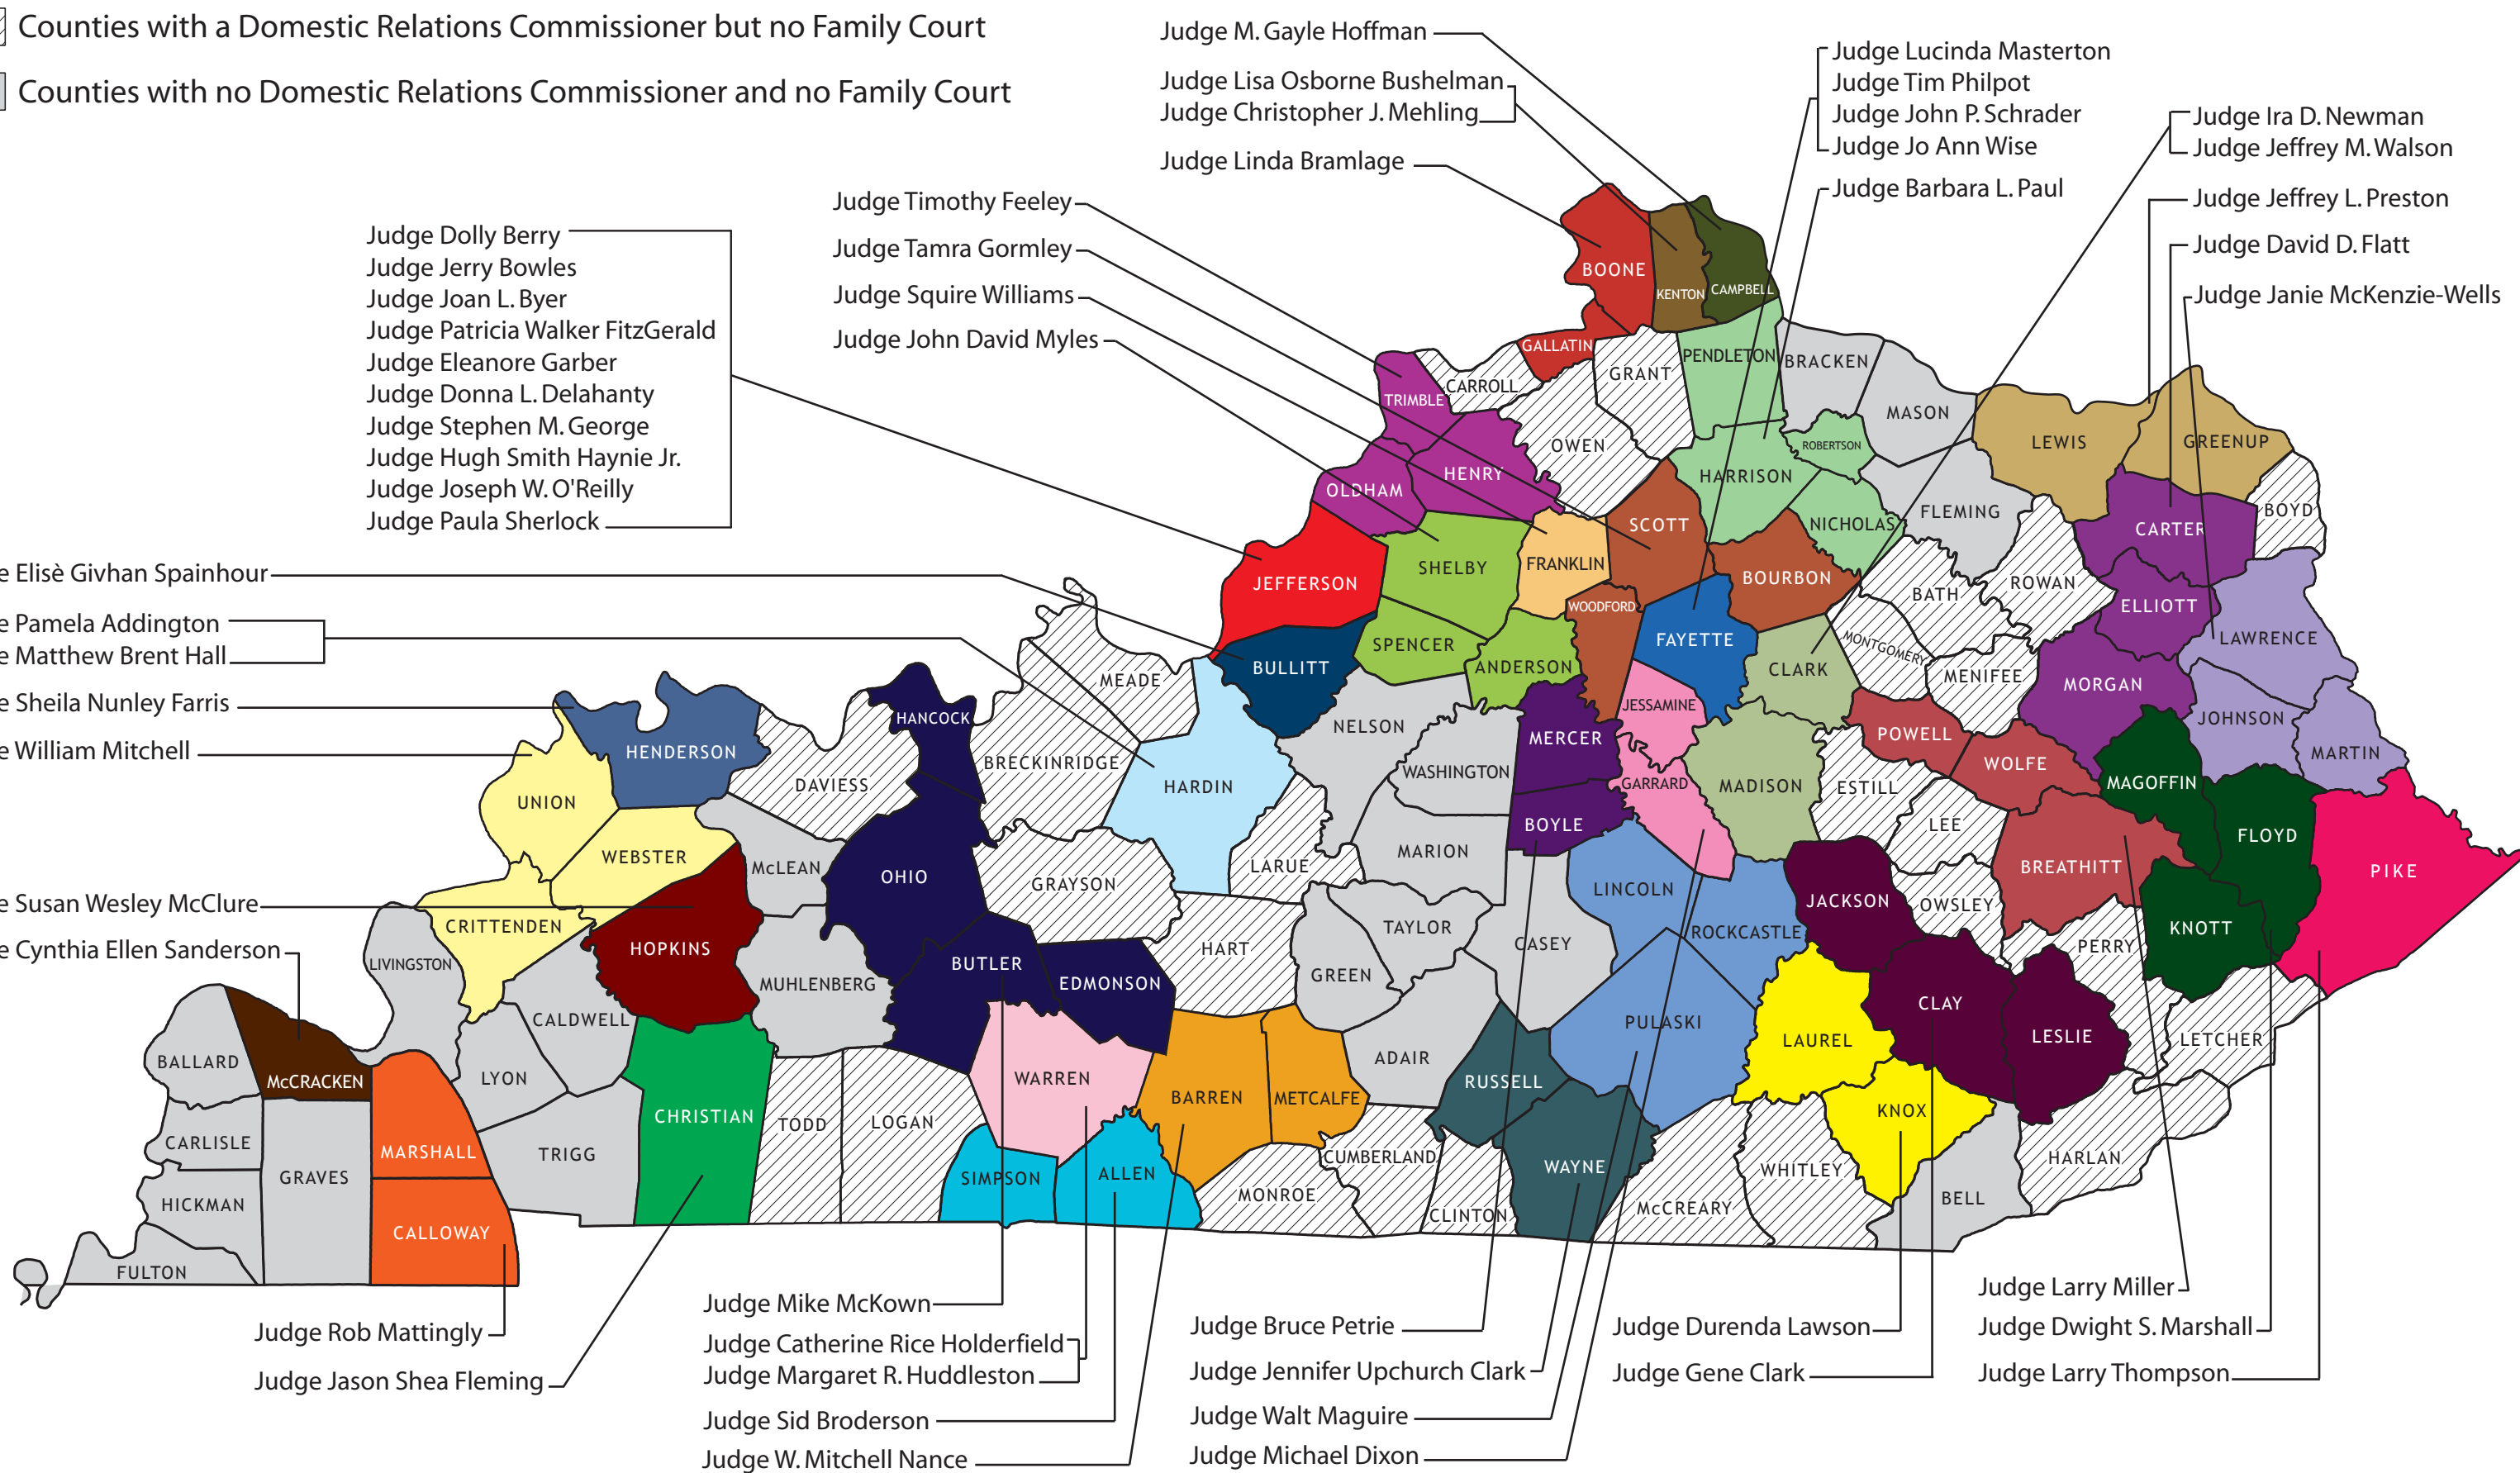 Counties with a Domestic Relations Commissioner but no Family Court
Counties with no Domestic Relations Commissioner and no Family Court
Judge M. Gayle Hoffman
Judge Lisa Osborne Bushelman
Judge Christopher J. Mehling
Judge Linda Bramlage
Judge Lucinda Masterton
Judge Tim Philpot
Judge John P. Schrader
Judge Jo Ann Wise
Judge Barbara L. Paul
Judge Ira D. Newman
Judge Jeffrey M. Walson
Judge Jeffrey L. Preston
Judge David D. Flatt
Judge Janie McKenzie-Wells
Judge Timothy Feeley
Judge Tamra Gormley
Judge Squire Williams
Judge John David Myles
Judge Dolly Berry
Judge Jerry Bowles
Judge Joan L. Byer
Judge Patricia Walker FitzGerald
Judge Eleanore Garber
Judge Donna L. Delahanty
Judge Stephen M. George
Judge Hugh Smith Haynie Jr.
Judge Joseph W. O'Reilly
Judge Paula Sherlock
e Elisè Givhan Spainhour
e Pamela Addington
e Matthew Brent Hall
e Sheila Nunley Farris
e William Mitchell
e Susan Wesley McClure
e Cynthia Ellen Sanderson
BOONE
KENTON
CAMPBELL
GALLATIN
CARROLL
GRANT
PENDLETON
BRACKEN
MASON
TRIMBLE
OWEN
ROBERTSON
LEWIS
GREENUP
HENRY
OLDHAM
HARRISON
NICHOLAS
FLEMING
BOYD
SCOTT
CARTER
JEFFERSON
SHELBY
FRANKLIN
BOURBON
BATH
ROWAN
WOODFORD
ELLIOTT
SPENCER
FAYETTE
MONTGOMERY
LAWRENCE
BULLITT
ANDERSON
CLARK
MENIFEE
MEADE
MORGAN
JESSAMINE
HANCOCK
NELSON
MERCER
POWELL
JOHNSON
HENDERSON
BRECKINRIDGE
WASHINGTON
WOLFE
MARTIN
DAVIESS
HARDIN
GARRARD
MADISON
ESTILL
MAGOFFIN
UNION
BOYLE
LEE
FLOYD
WEBSTER
McLEAN
OHIO
GRAYSON
LARUE
MARION
LINCOLN
JACKSON
BREATHITT
PIKE
OWSLEY
CRITTENDEN
HOPKINS
HART
TAYLOR
CASEY
ROCKCASTLE
PERRY
KNOTT
LIVINGSTON
MUHLENBERG
BUTLER
EDMONSON
GREEN
CLAY
CALDWELL
PULASKI
LAUREL
LESLIE
LETCHER
BALLARD
McCRACKEN
LYON
WARREN
BARREN
METCALFE
ADAIR
RUSSELL
KNOX
CARLISLE
MARSHALL
TRIGG
CHRISTIAN
TODD
LOGAN
CUMBERLAND
WAYNE
WHITLEY
HARLAN
GRAVES
SIMPSON
ALLEN
MONROE
CLINTON
McCREARY
BELL
HICKMAN
CALLOWAY
FULTON
Judge Rob Mattingly
Judge Jason Shea Fleming
Judge Mike McKown
Judge Catherine Rice Holderfield
Judge Margaret R. Huddleston
Judge Sid Broderson
Judge W. Mitchell Nance
Judge Bruce Petrie
Judge Jennifer Upchurch Clark
Judge Walt Maguire
Judge Michael Dixon
Judge Durenda Lawson
Judge Gene Clark
Judge Larry Miller
Judge Dwight S. Marshall
Judge Larry Thompson